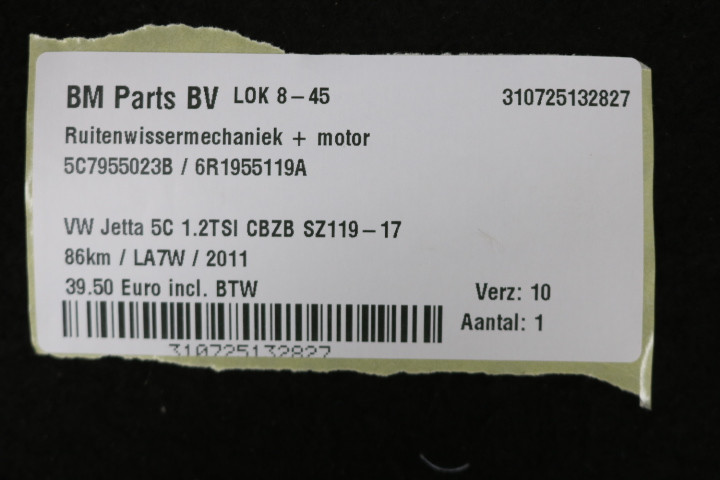 BM Parts BV LOK 8-45 310725132827
Ruitenwissermechaniek + motor
5C7955023B / 6R1955119A
VW Jetta 5C 1.2TSI CBZB SZ119-17
86km / LA7W / 2011
39.50 Euro incl. BTW
Verz: 10
Aantal: 1
310725132827